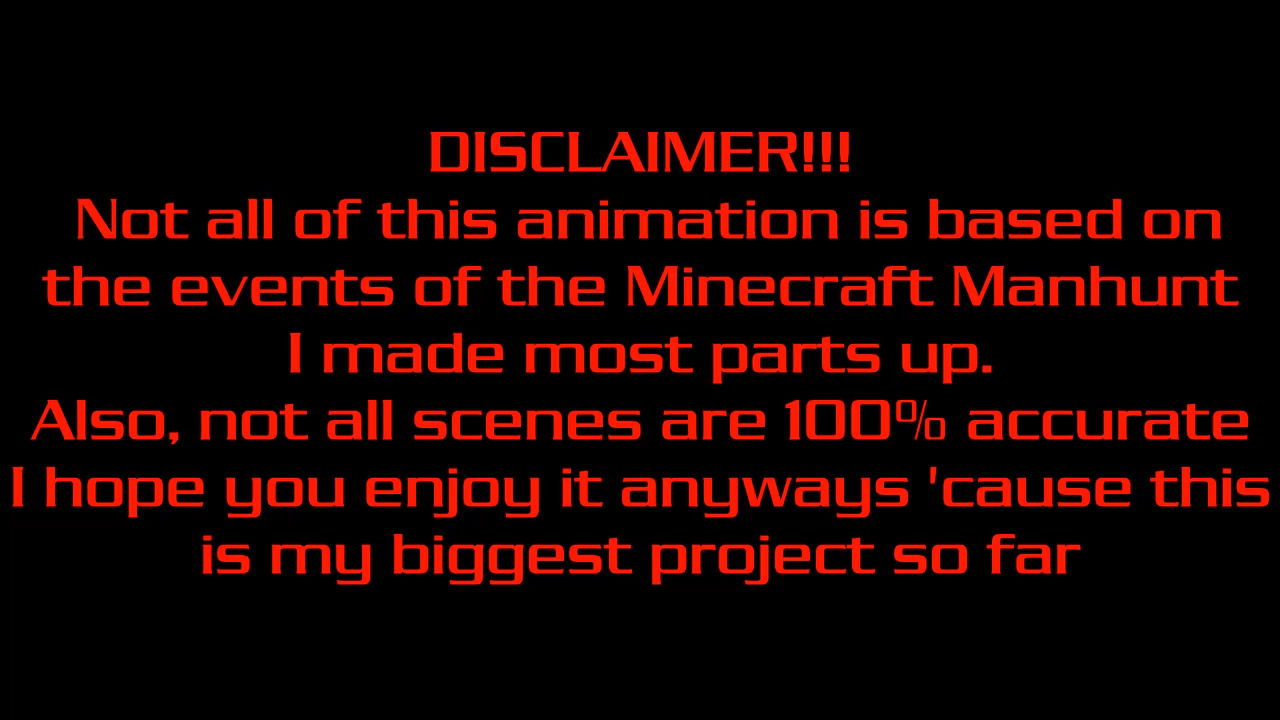 DISCLAIMER!!!
Not all of this animation is based on
the events of the Minecraft Manhunt
I made most parts up.
Also, not all scenes are 100% accurate
I hope you enjoy it anyways 'cause this
is my biggest project so far